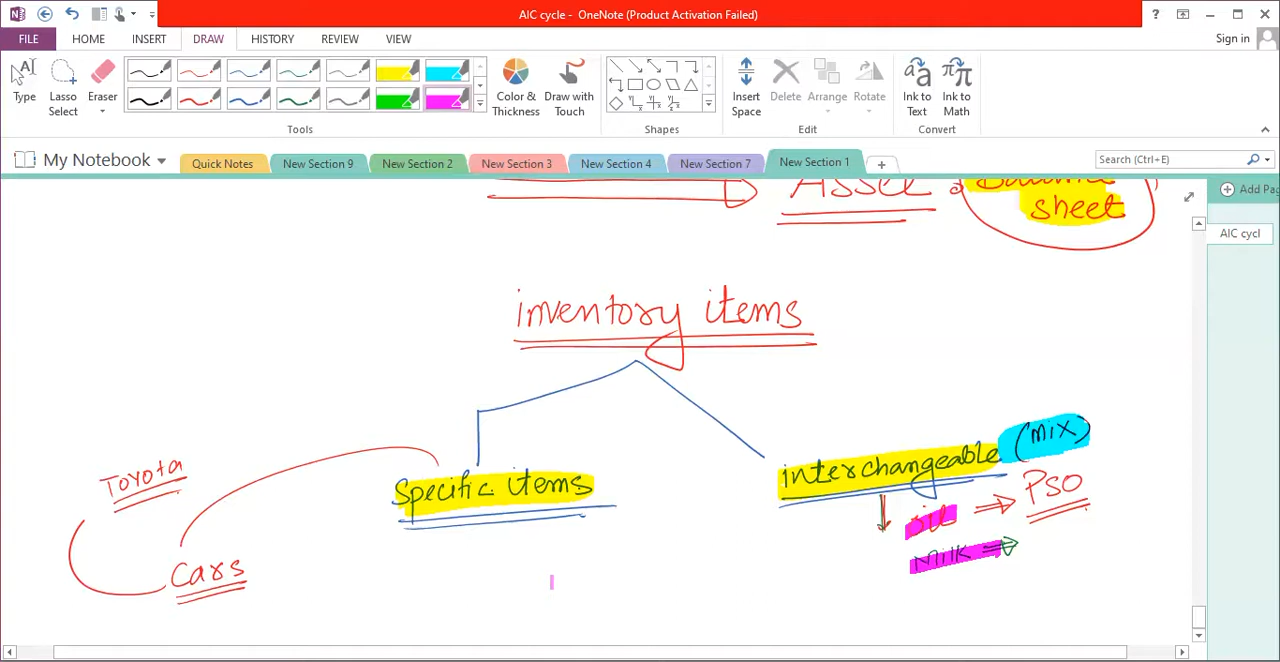 AIC cycle - OneNote (Product Activation Failed)
FILE HOME INSERT DRAW HISTORY REVIEW VIEW
Sign in
Type
Lasso Select
Eraser
Color & Thickness
Draw with Touch
Insert Space
Delete
Arrange
Rotate
Ink to Text
Ink to Math
Tools
Shapes
Edit
Convert
My Notebook
Quick Notes
New Section 9
New Section 2
New Section 3
New Section 4
New Section 7
New Section 1
Search (Ctrl+E)
Add Pag
AIC cycl
sheet
inventory items
Specific items
interchangeable (mix)
Toyota
Cars
oil ⇒ PSO
Milk ⇒